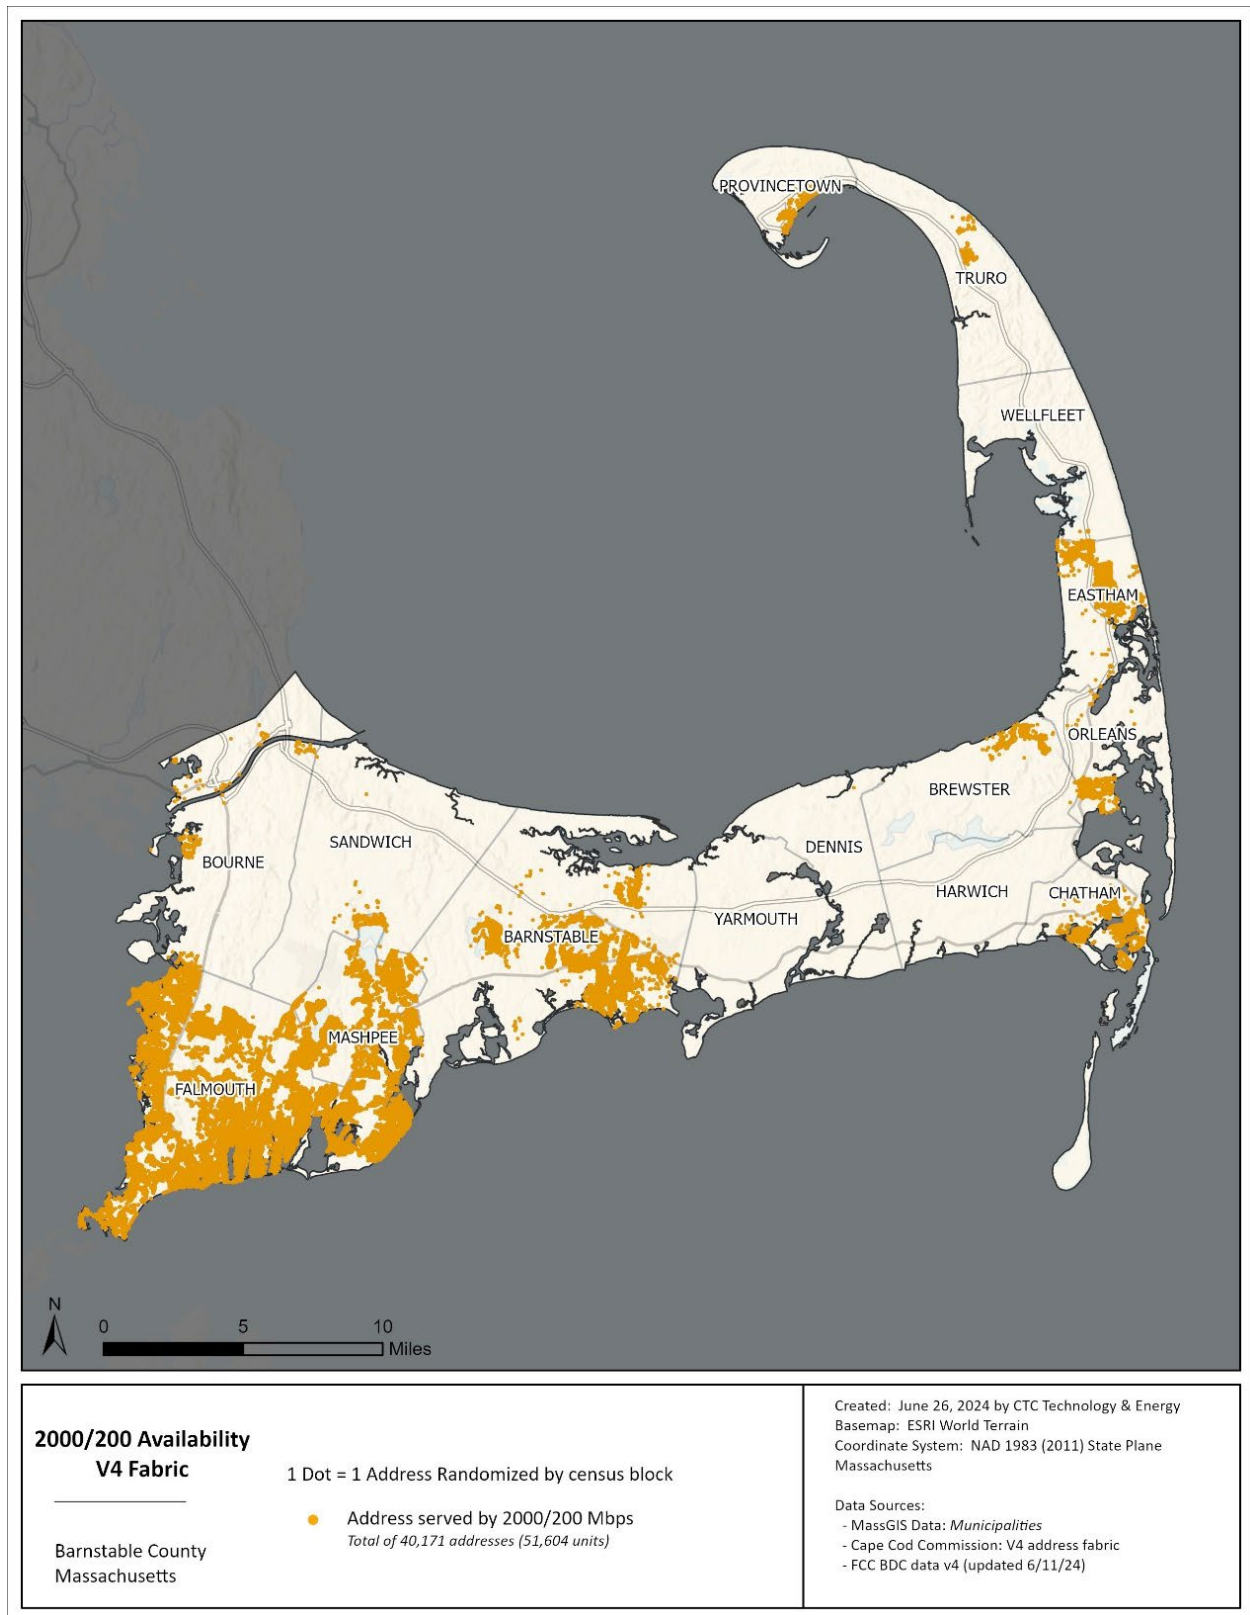 PROVINCETOWN
TRURO
WELLFLEET
EASTHAM
ORLEANS
BREWSTER
DENNIS
SANDWICH
BOURNE
HARWICH
CHATHAM
YARMOUTH
BARNSTABLE
MASHPEE
FALMOUTH
N
0 5 10
Miles
2000/200 Availability
V4 Fabric
Barnstable County
Massachusetts
1 Dot = 1 Address Randomized by census block
Address served by 2000/200 Mbps
Total of 40,171 addresses (51,604 units)
Created: June 26, 2024 by CTC Technology & Energy
Basemap: ESRI World Terrain
Coordinate System: NAD 1983 (2011) State Plane
Massachusetts
Data Sources:
- MassGIS Data: Municipalities
- Cape Cod Commission: V4 address fabric
- FCC BDC data v4 (updated 6/11/24)